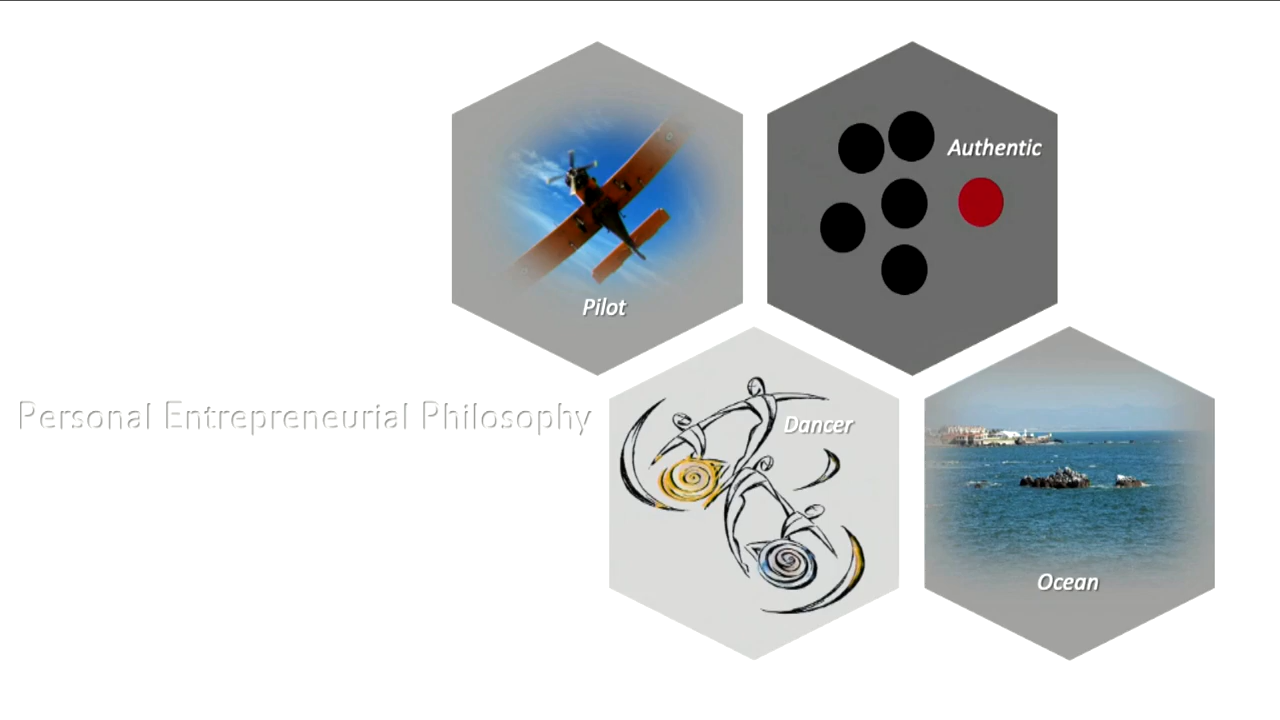 Pilot
Authentic
Personal Entrepreneurial Philosophy
Dancer
Ocean